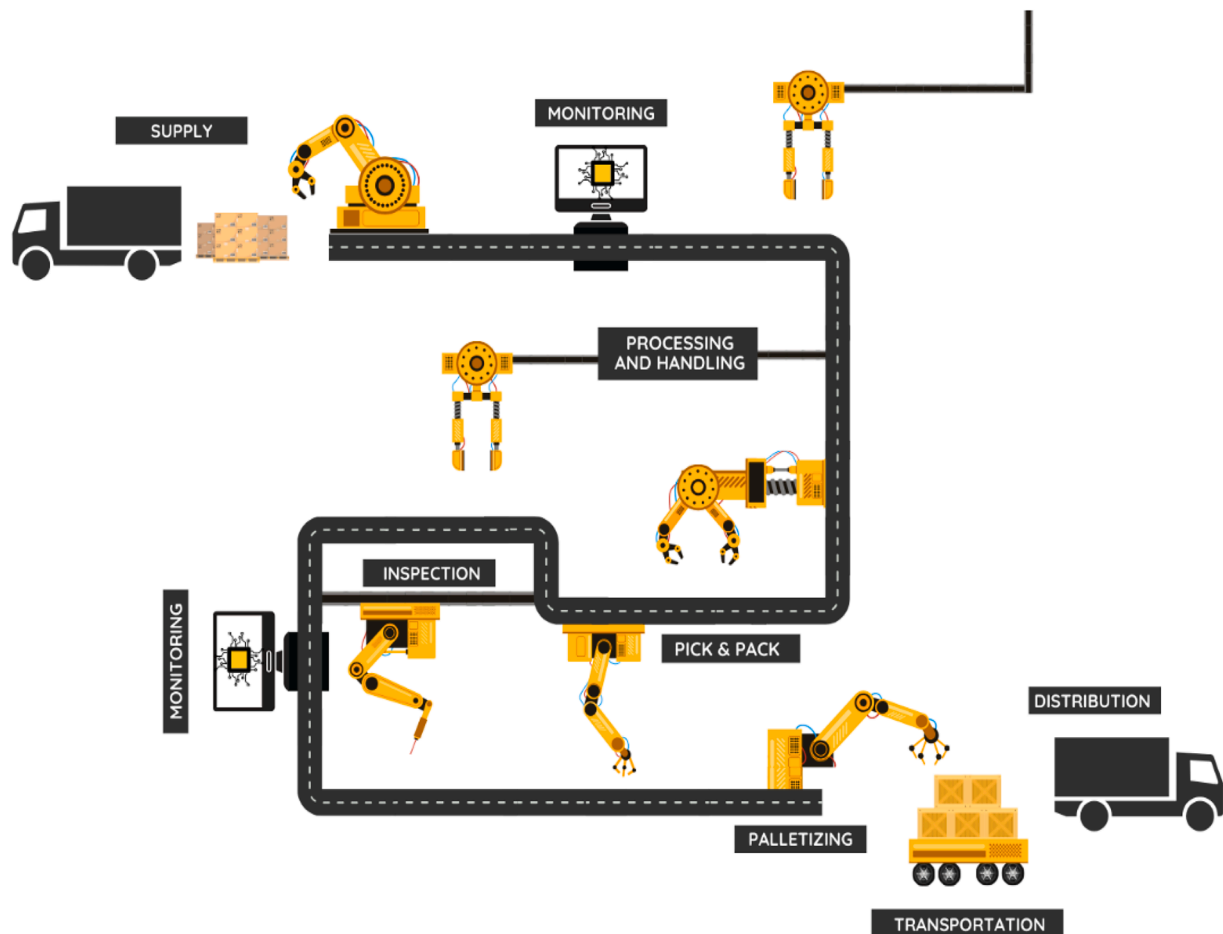 SUPPLY
MONITORING
PROCESSING
AND HANDLING
INSPECTION
MONITORING
PICK & PACK
DISTRIBUTION
PALLETIZING
TRANSPORTATION